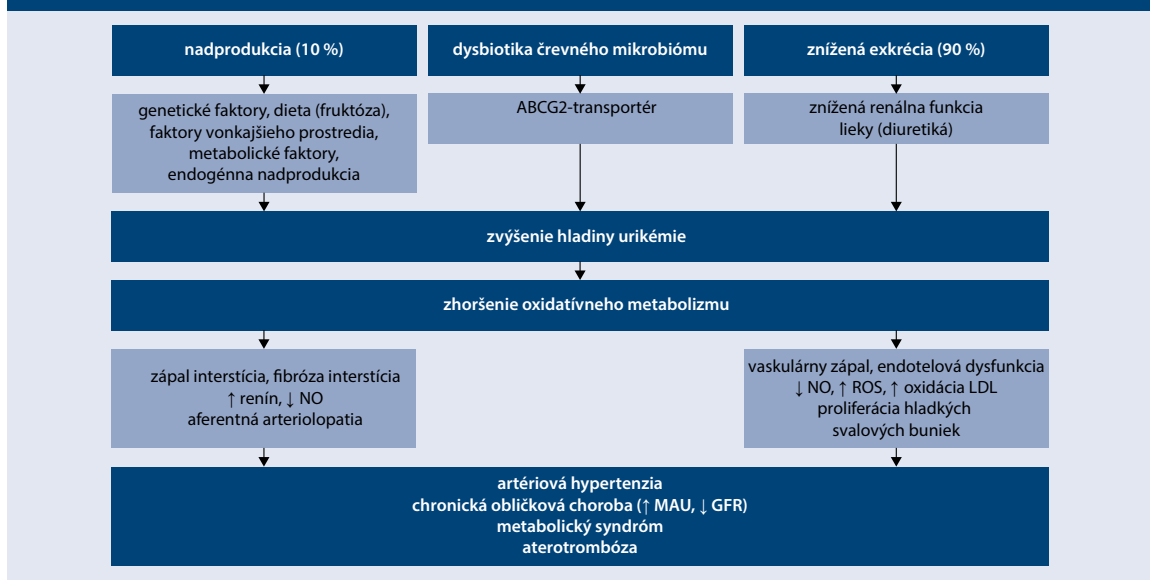 nadprodukcia (10 %)
dysbiotika črevného mikrobiómu
znížená exkrécia (90 %)
genetické faktory, dieta (fruktóza),
faktory vonkajšieho prostredia,
metabolické faktory,
endogénna nadprodukcia
ABCG2-transportér
znížená renálna funkcia
lieky (diuretiká)
zvýšenie hladiny urikémie
zhoršenie oxidatívneho metabolizmu
zápal interstícia, fibróza interstícia
↑ renín, ↓ NO
aferentná arteriolopatia
vaskulárny zápal, endotelová dysfunkcia
↓ NO, ↑ ROS, ↑ oxidácia LDL
proliferácia hladkých
svalových buniek
artériová hypertenzia
chronická obličková choroba (↑ MAU, ↓ GFR)
metabolický syndróm
aterotrombóza